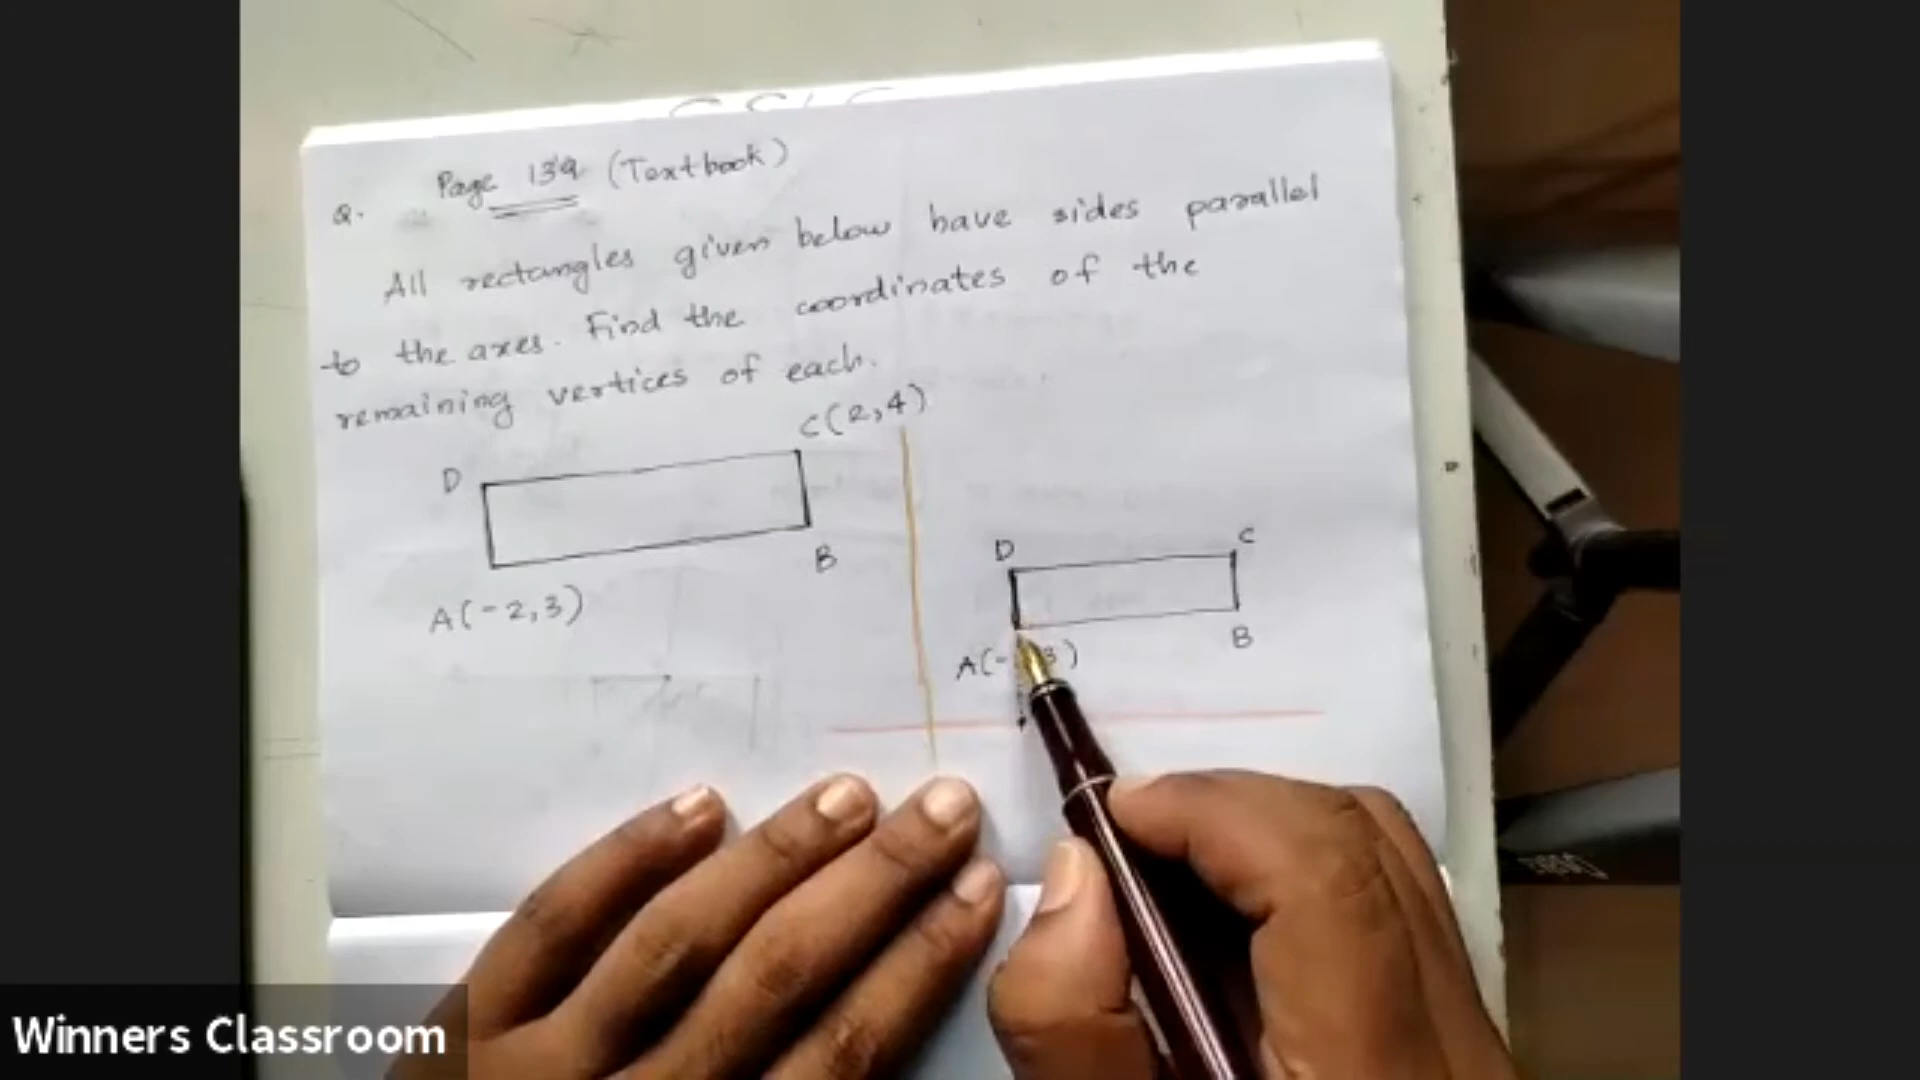 Page 139 (Textbook)
Q.
All rectangles given below have sides parallel
to the axes. Find the coordinates of the
remaining vertices of each.
C(2,4)
D
B
A(-2,3)
D
C
A(- 3)
B
Winners Classroom